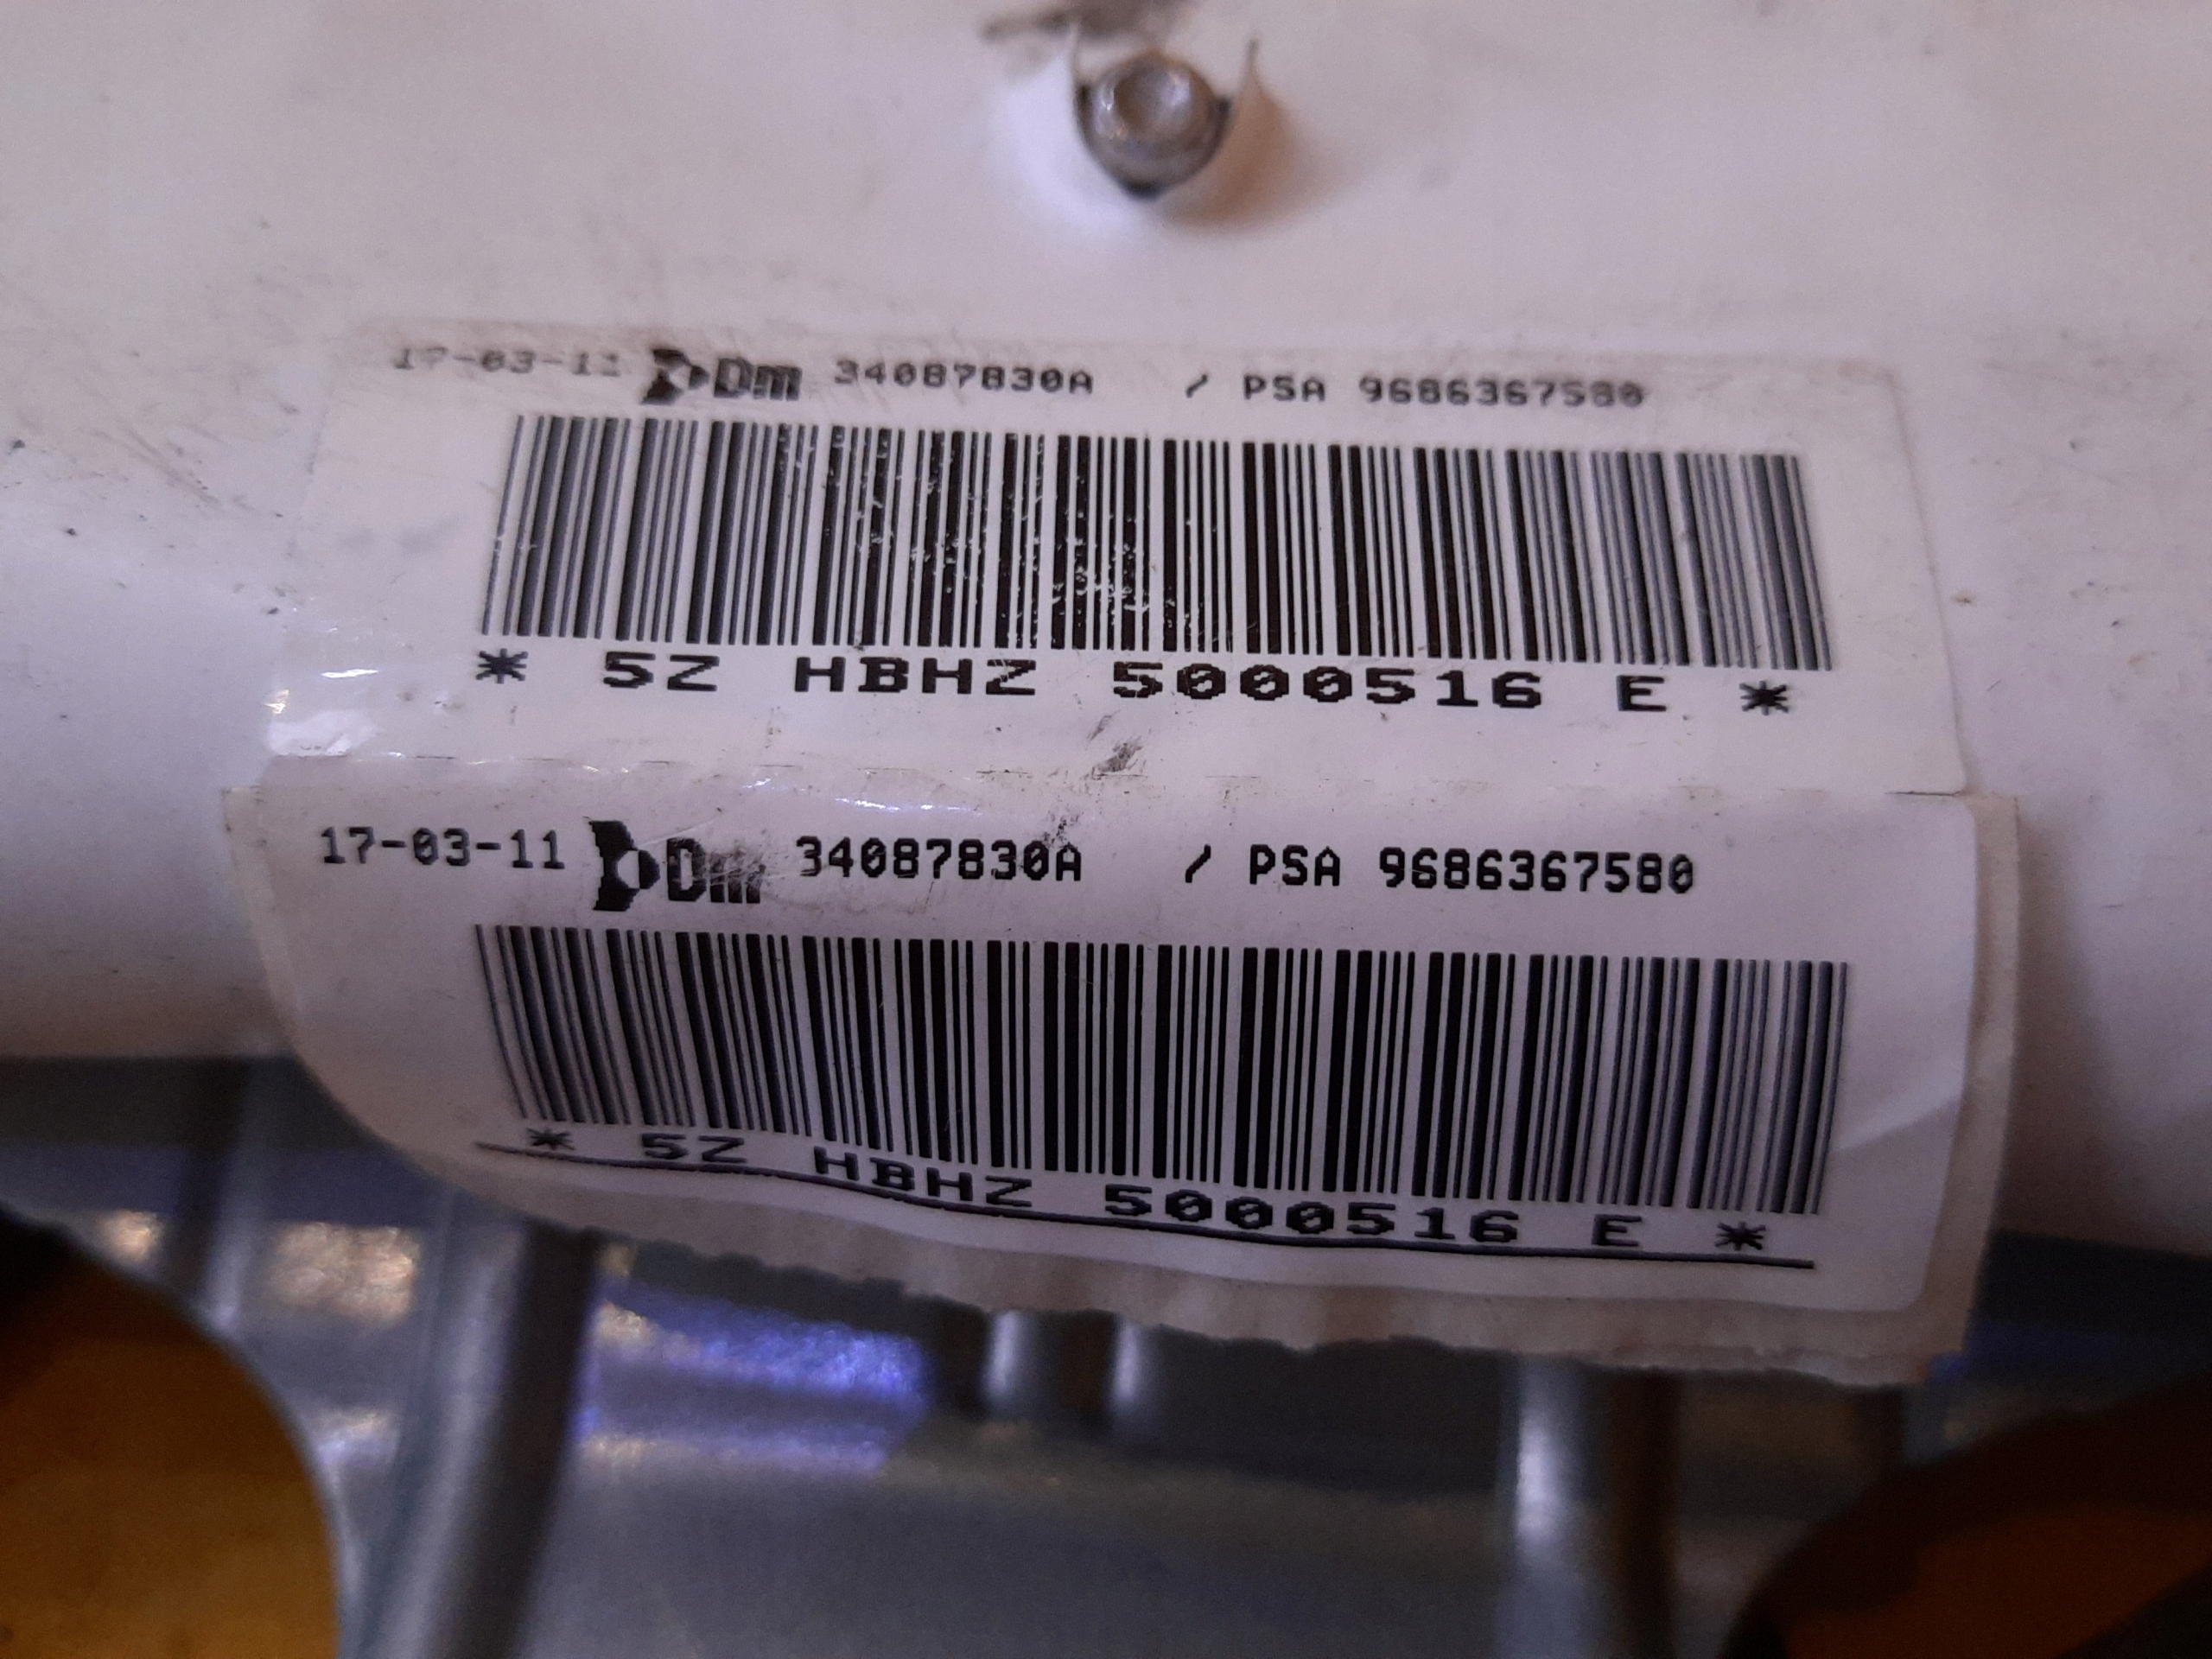 17-03-11 Dm 34087830A / PSA 9686367580
* 5Z HBHZ 5000516 E *
17-03-11 Dm 34087830A / PSA 9686367580
* 5Z HBHZ 5000516 E *